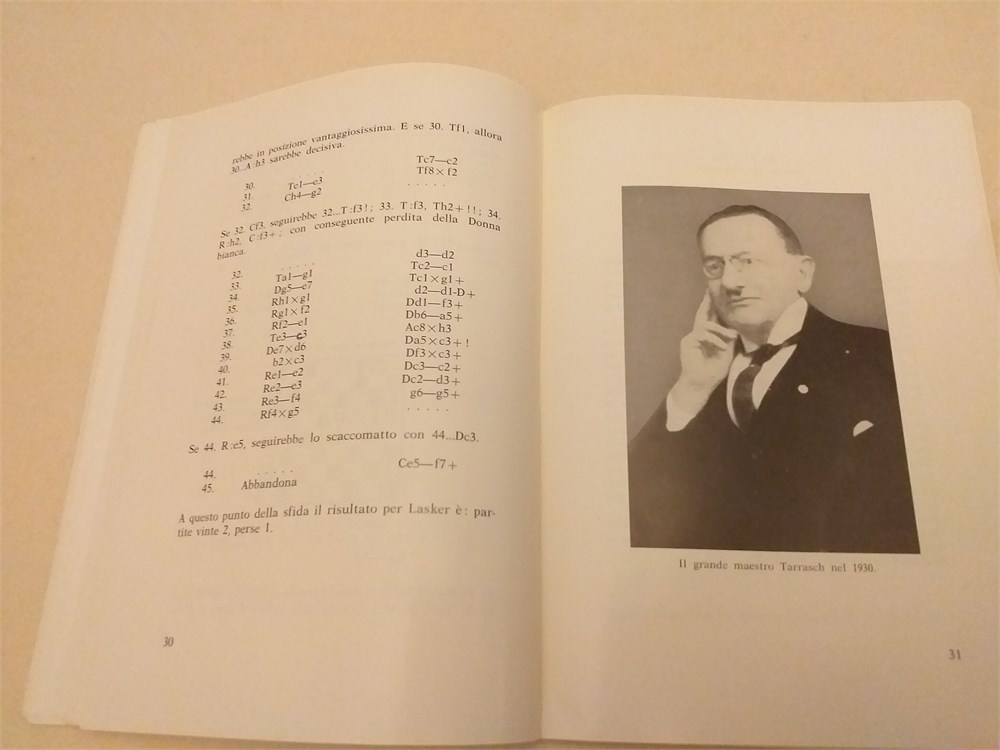 rebbe in posizione vantaggiosissima. E se 30. Tf1, allora
30...A:h3 sarebbe decisiva.
30. ..... Tc7—c2
31. Te1—e3 Tf8×f2
32. Ch4—g2 .....
Se 32. Cf3, seguirebbe 32...T:f3!; 33. T:f3, Th2+!!; 34.
R:h2, C:f3+; con conseguente perdita della Donna
bianca.
32. ..... d3—d2
33. Ta1—g1 Tc2—c1
34. Dg5—e7 Tc1×g1+
35. Rh1×g1 d2—d1-D+
36. Rg1×f2 Dd1—f3+
37. Rf2—e1 Db6—a5+
38. Te3—c3 Ac8×h3
39. De7×d6 Da5×c3+!
40. b2×c3 Df3×c3+
41. Re1—e2 Dc3—c2+
42. Re2—e3 Dc2—d3+
43. Re3—f4 g6—g5+
44. Rf4×g5 .....
Se 44. R:e5, seguirebbe lo scaccomatto con 44...Dc3.
44. ..... Ce5—f7+
45. Abbandona
A questo punto della sfida il risultato per Lasker è: par-
tite vinte 2, perse 1.
30
Il grande maestro Tarrasch nel 1930.
31